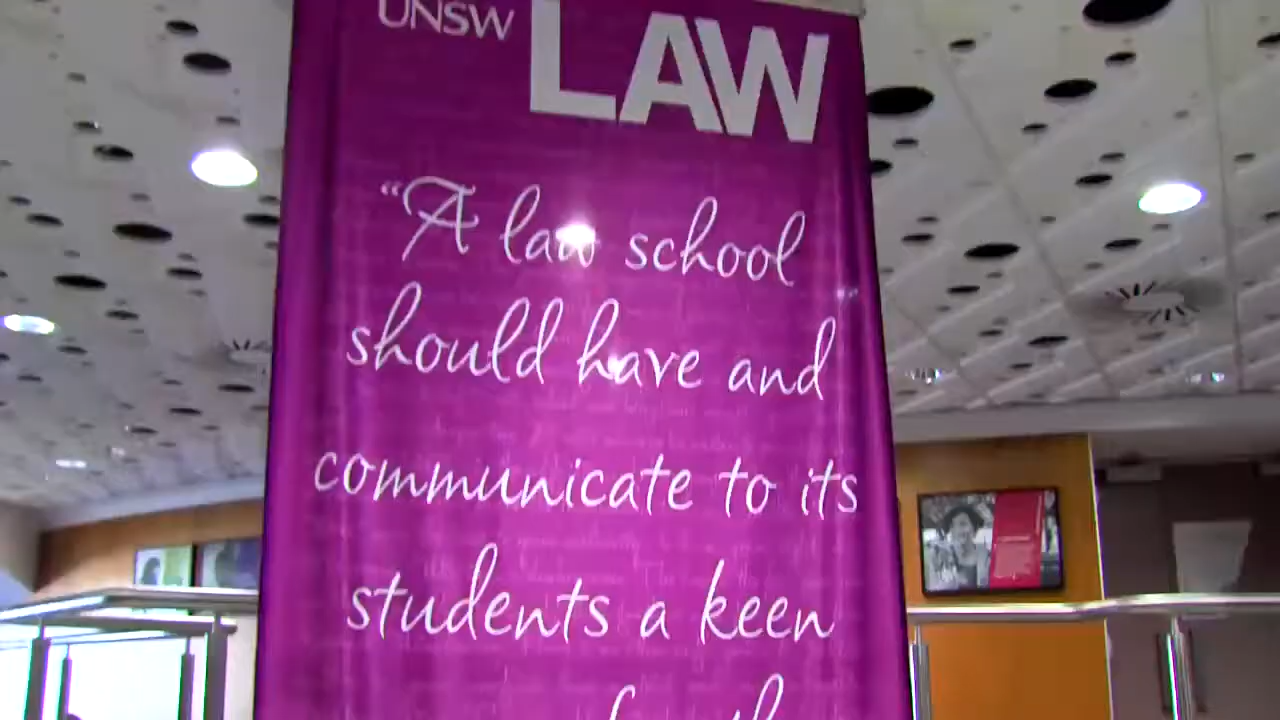 UNSW LAW
“A law school
should have and
communicate to its
students a keen